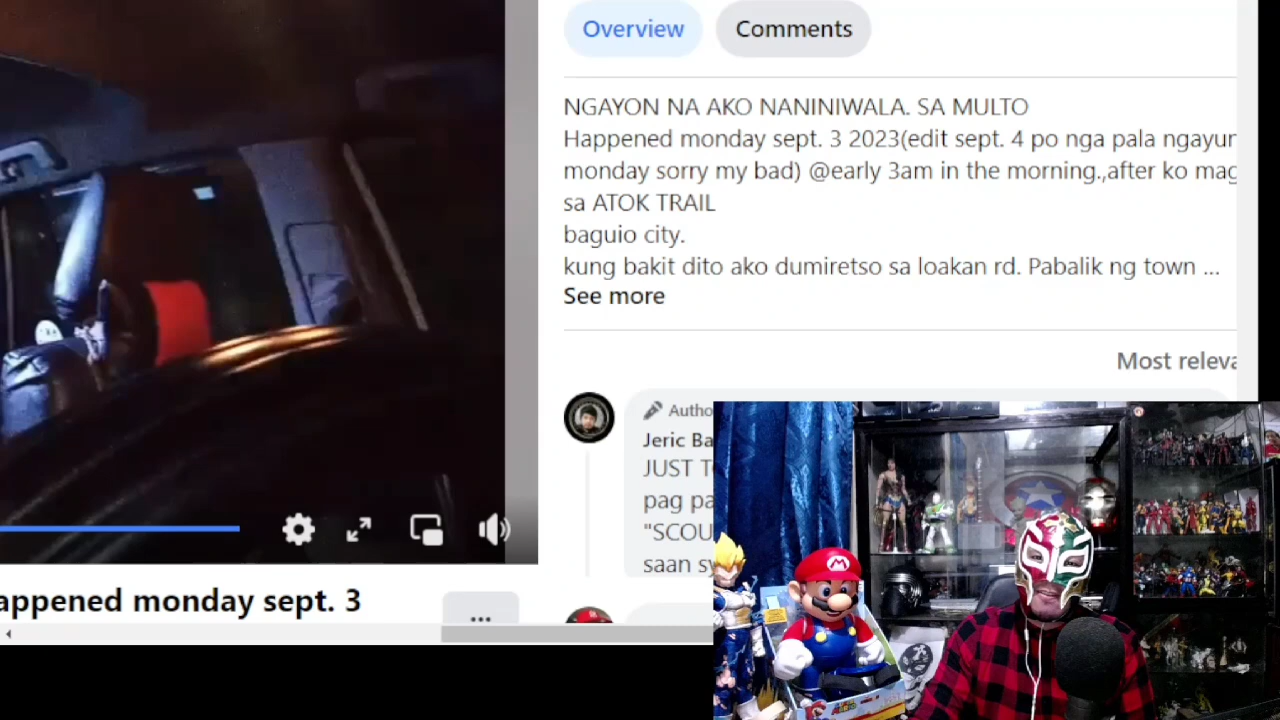 Overview
Comments
NGAYON NA AKO NANINIWALA. SA MULTO
Happened monday sept. 3 2023(edit sept. 4 po nga pala ngayun
monday sorry my bad) @early 3am in the morning.,after ko mag
sa ATOK TRAIL
baguio city.
kung bakit dito ako dumiretso sa loakan rd. Pabalik ng town ...
See more
Most releva
Autho
Jeric Ba
JUST T
pag pa
"SCOU
saan sy
appened monday sept. 3
...
M